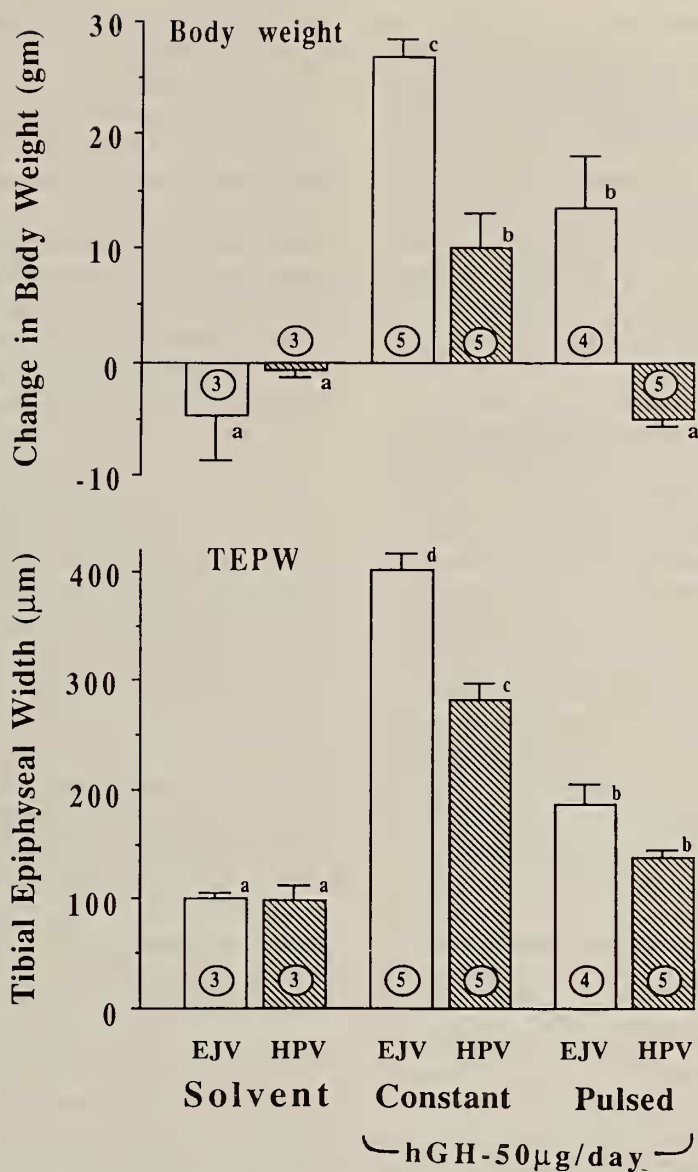 Body weight
Change in Body Weight (gm)
30
20
10
0
-10
a
a
c
b
b
a
3
3
5
5
4
5
TEPW
Tibial Epiphyseal Width (µm)
400
300
200
100
0
a
a
d
c
b
b
3
3
5
5
4
5
EJV HPV EJV HPV EJV HPV
Solvent Constant Pulsed
hGH-50µg/day